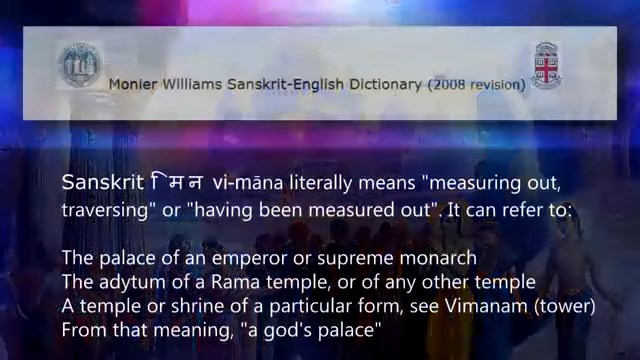 Monier Williams Sanskrit-English Dictionary (2008 revision)
Sanskrit िम न vi-māna literally means "measuring out,
traversing" or "having been measured out". It can refer to:
The palace of an emperor or supreme monarch
The adytum of a Rama temple, or of any other temple
A temple or shrine of a particular form, see Vimanam (tower)
From that meaning, "a god's palace"